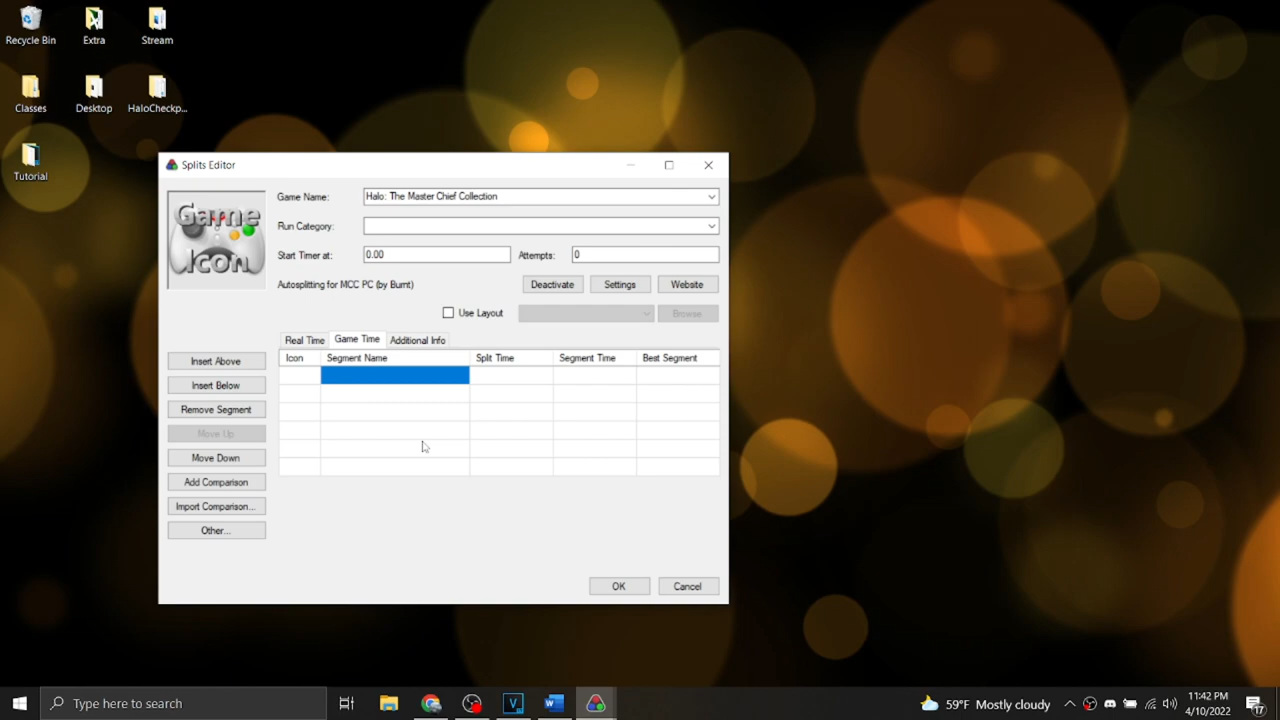 Recycle Bin
Extra
Stream
Classes
Desktop
HaloCheckp...
Tutorial
Splits Editor
Game Icon
Game Name: Halo: The Master Chief Collection
Run Category:
Start Timer at: 0.00 Attempts: 0
Autosplitting for MCC PC (by Burnt) Deactivate Settings Website
Use Layout Browse
Real Time Game Time Additional Info
Icon Segment Name Split Time Segment Time Best Segment
Insert Above
Insert Below
Remove Segment
Move Up
Move Down
Add Comparison
Import Comparison...
Other...
OK Cancel
Type here to search
59°F Mostly cloudy
11:42 PM
4/10/2022
17